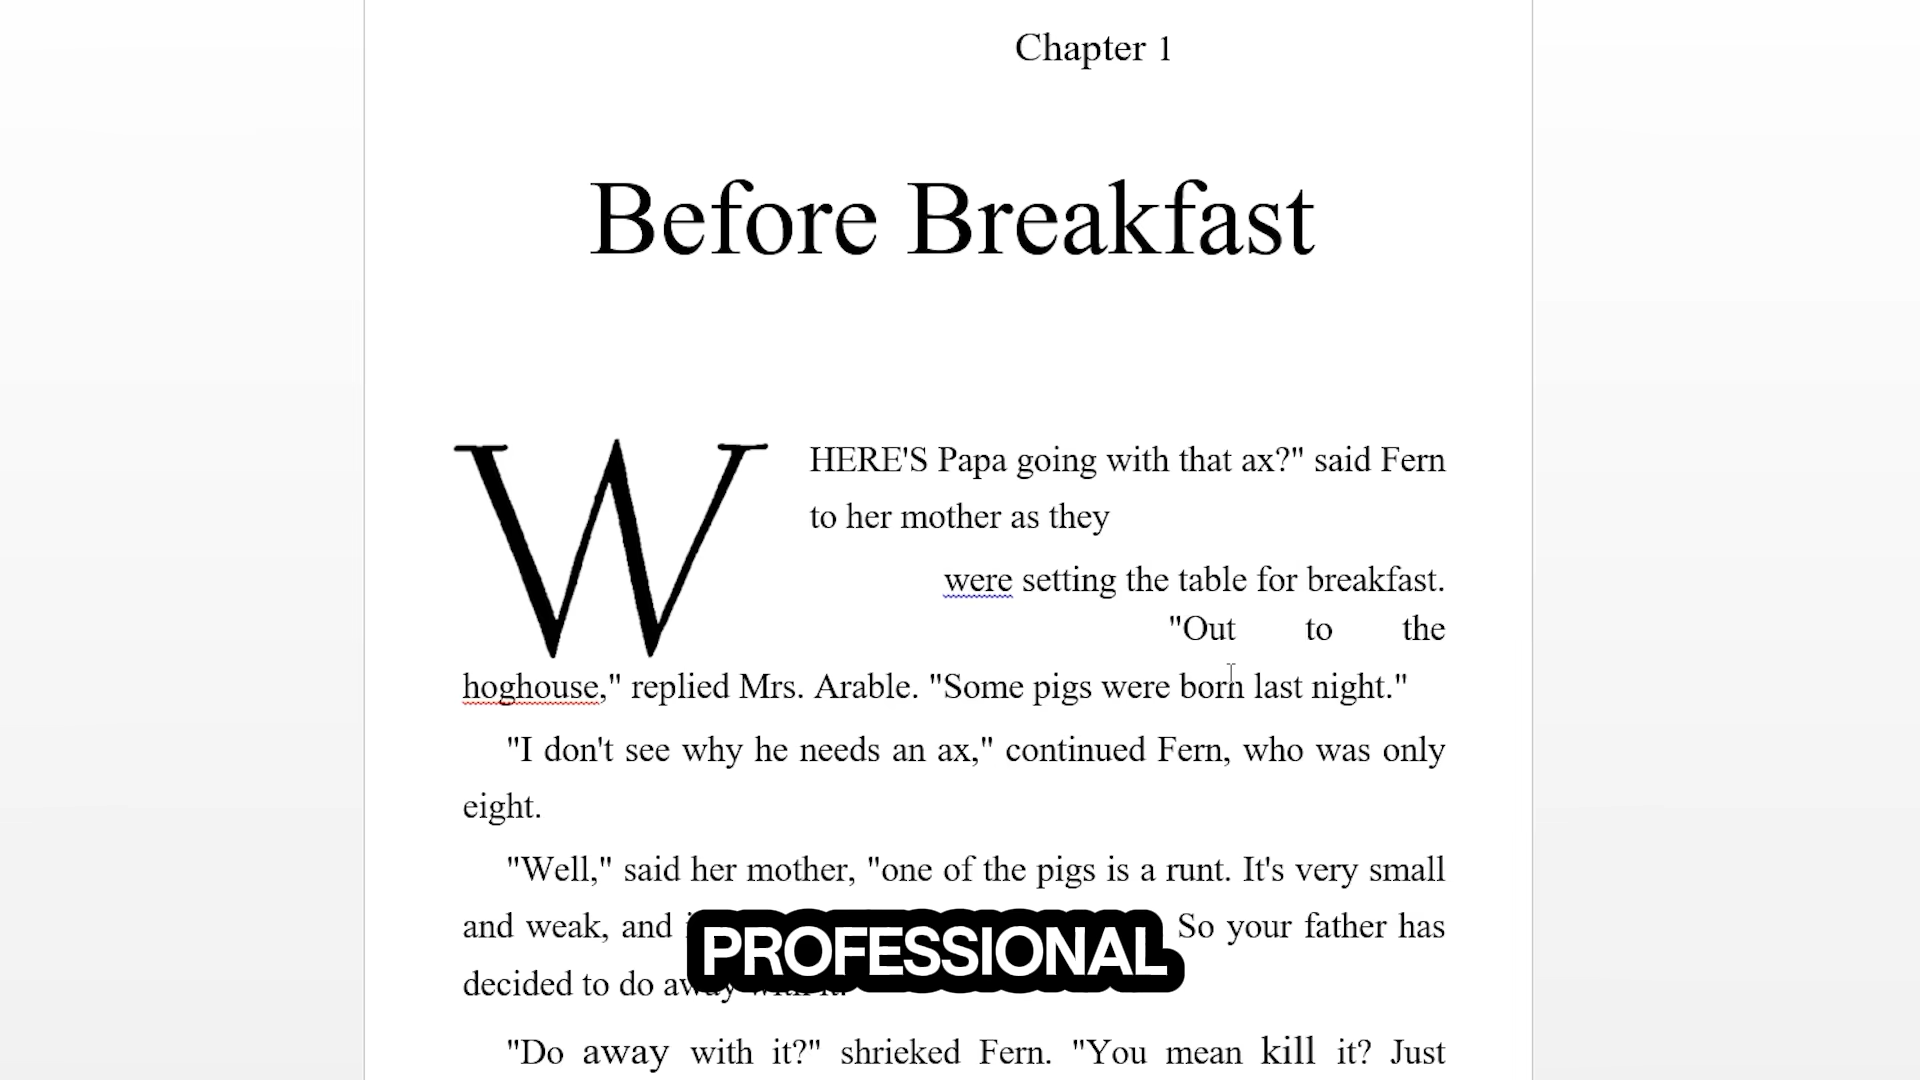 Chapter 1
Before Breakfast
W
HERE'S Papa going with that ax?" said Fern
to her mother as they
were setting the table for breakfast.
"Out to the
hoghouse," replied Mrs. Arable. "Some pigs were born last night."
"I don't see why he needs an ax," continued Fern, who was only
eight.
"Well," said her mother, "one of the pigs is a runt. It's very small
and weak, and So your father has
decided to do away with it.
PROFESSIONAL
"Do away with it?" shrieked Fern. "You mean kill it? Just